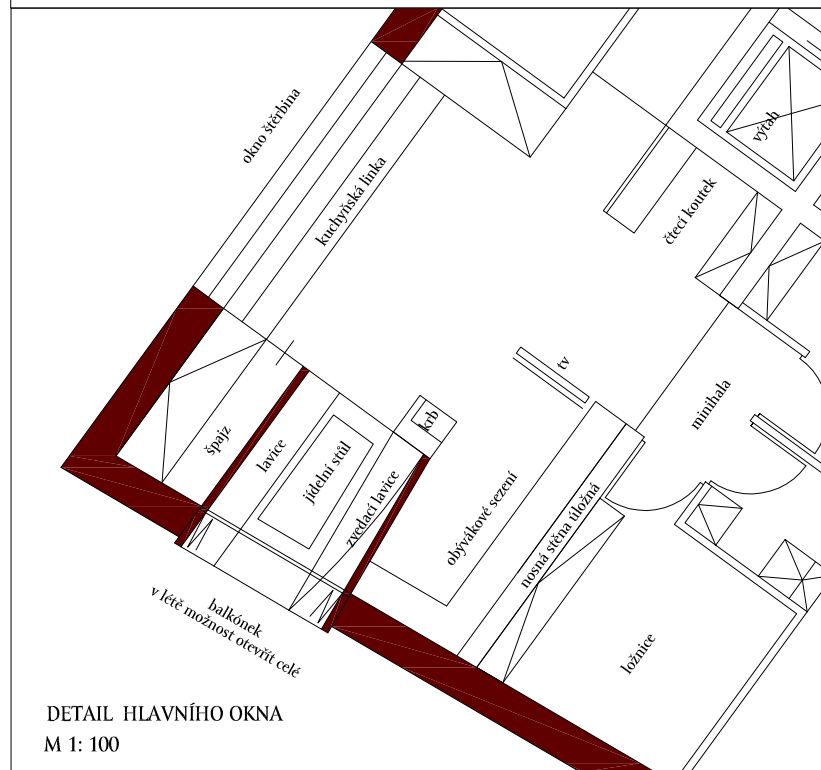 okno štěrbina
kuchyňská linka
výtah
čtecí koutek
tv
minihala
krb
špajz
lavice
jídelní stůl
zvedací lavice
obývákové sezení
nosná stěna úložná
ložnice
balkónek
v létě možnost otevřít celé
DETAIL HLAVNÍHO OKNA
M 1: 100